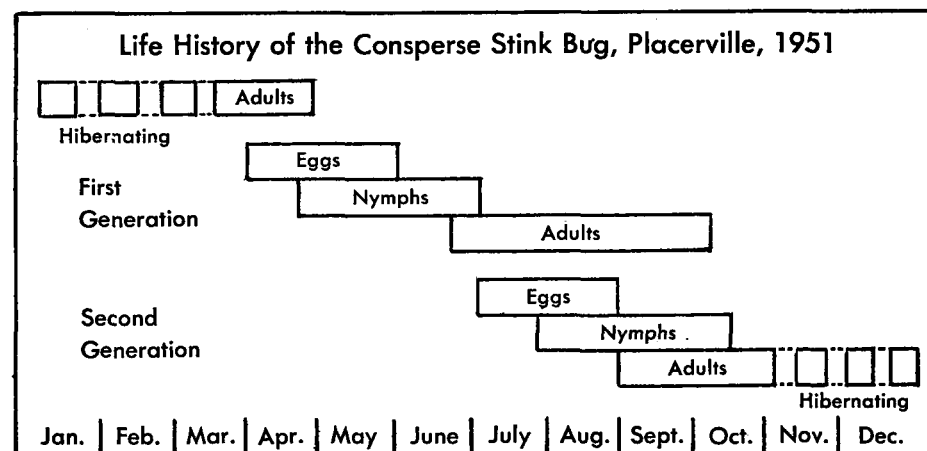 Life History of the Consperse Stink Bug, Placerville, 1951
Adults
Hibernating
Eggs
First
Generation
Nymphs
Adults
Eggs
Second
Generation
Nymphs
Adults
Hibernating
Jan. Feb. Mar. Apr. May June July Aug. Sept. Oct. Nov. Dec.